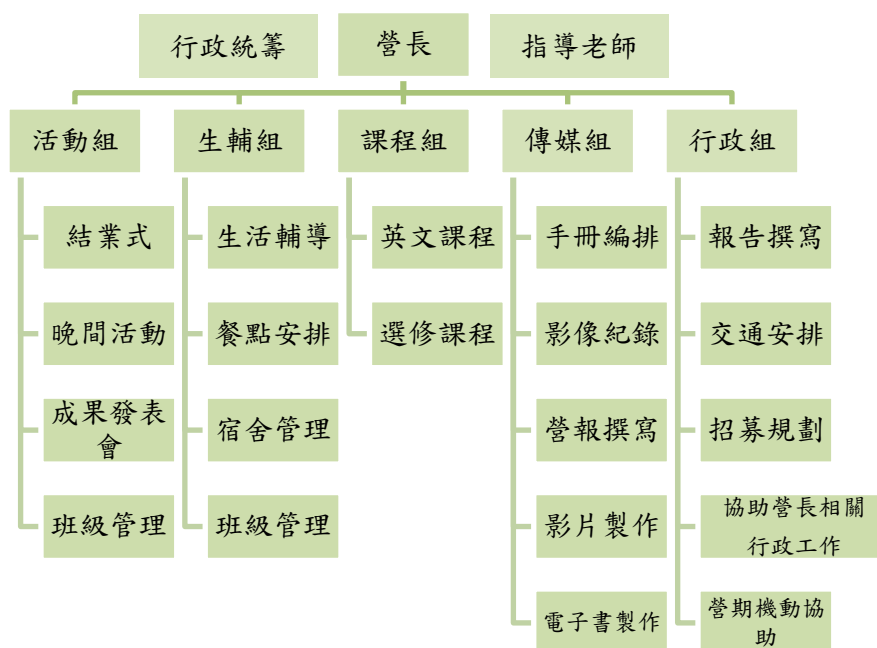 行政統籌
營長
指導老師
活動組
生輔組
課程組
傳媒組
行政組
結業式
生活輔導
英文課程
手冊編排
報告撰寫
晚間活動
餐點安排
選修課程
影像紀錄
交通安排
成果發表
會
宿舍管理
營報撰寫
招募規劃
班級管理
班級管理
影片製作
協助營長相關
行政工作
電子書製作
營期機動協
助